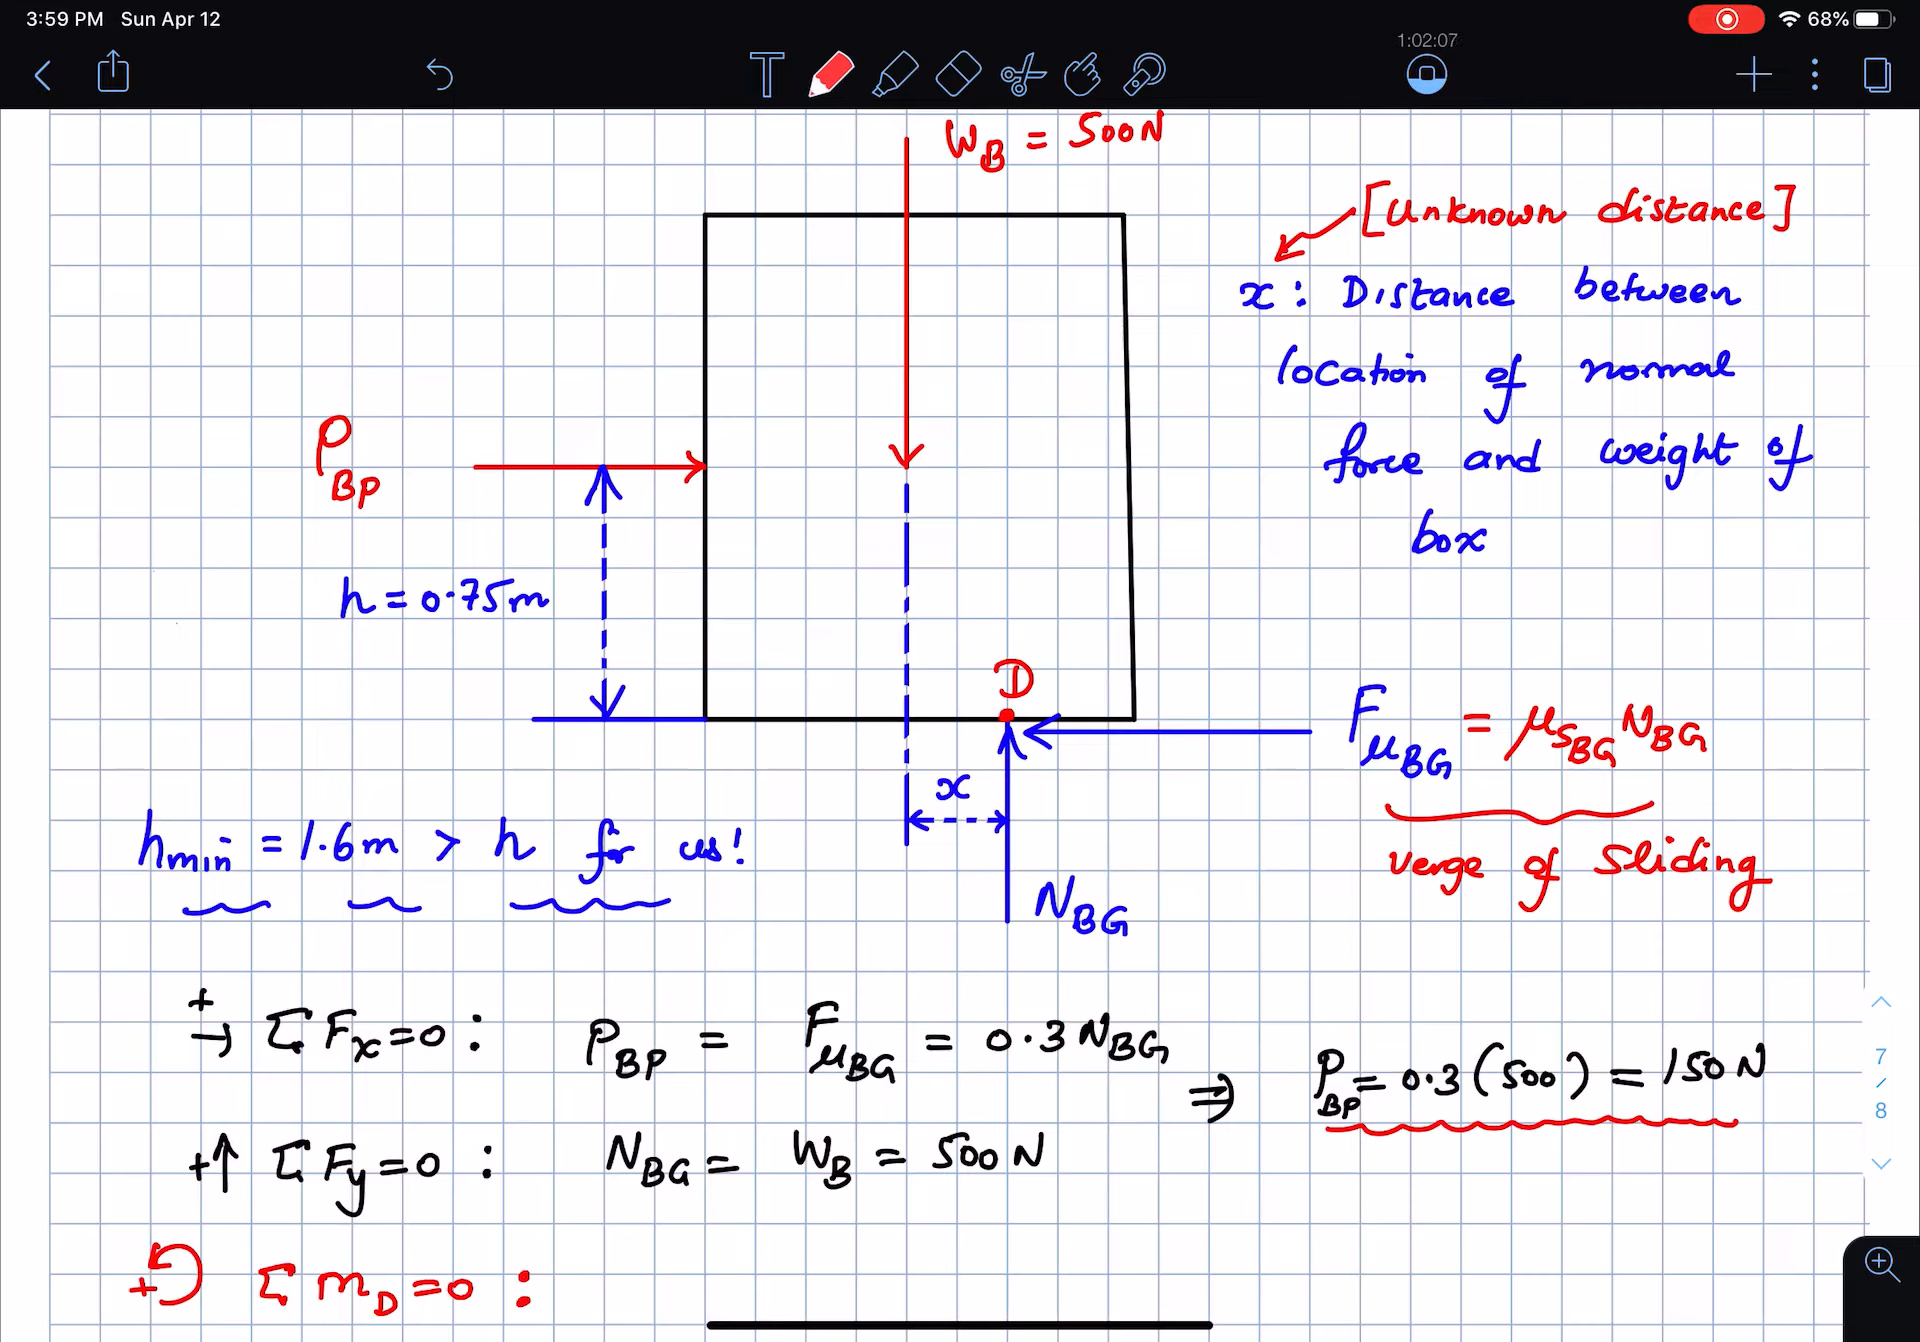 3:59 PM Sun Apr 12
68%
1:02:07
T
W_B = 500N
[Unknown distance]
x : Distance between
location of normal
force and weight of
box
P_BP
h = 0.75m
D
F_μBG = μ_SBG N_BG
x
verge of sliding
h_min = 1.6m > h for us!
N_BG
+→ Σ F_x = 0 : P_BP = F_μBG = 0.3 N_BG
⇒ P_BP = 0.3 (500) = 150 N
+↑ Σ F_y = 0 : N_BG = W_B = 500 N
+ Σ m_D = 0 :
7
/
8